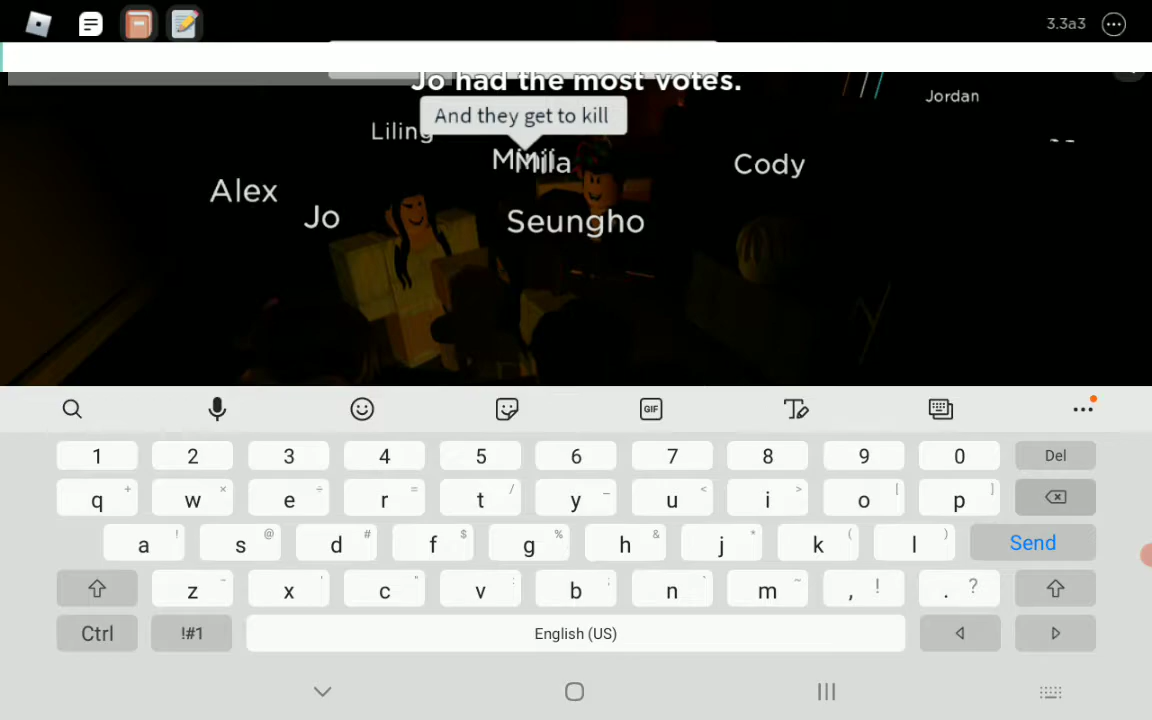 3.3a3
Jo had the most votes.
Jordan
And they get to kill
Liling
Mila
Cody
Alex
Jo
Seungho
GIF
1 2 3 4 5 6 7 8 9 0 Del
q + w × e ÷ r = t / y _ u < i > o [ p ]
a ! s @ d # f $ g % h & j * k ( l ) Send
z - x ' c " v : b ; n ` m ~ , ! . ?
Ctrl !#1 English (US)